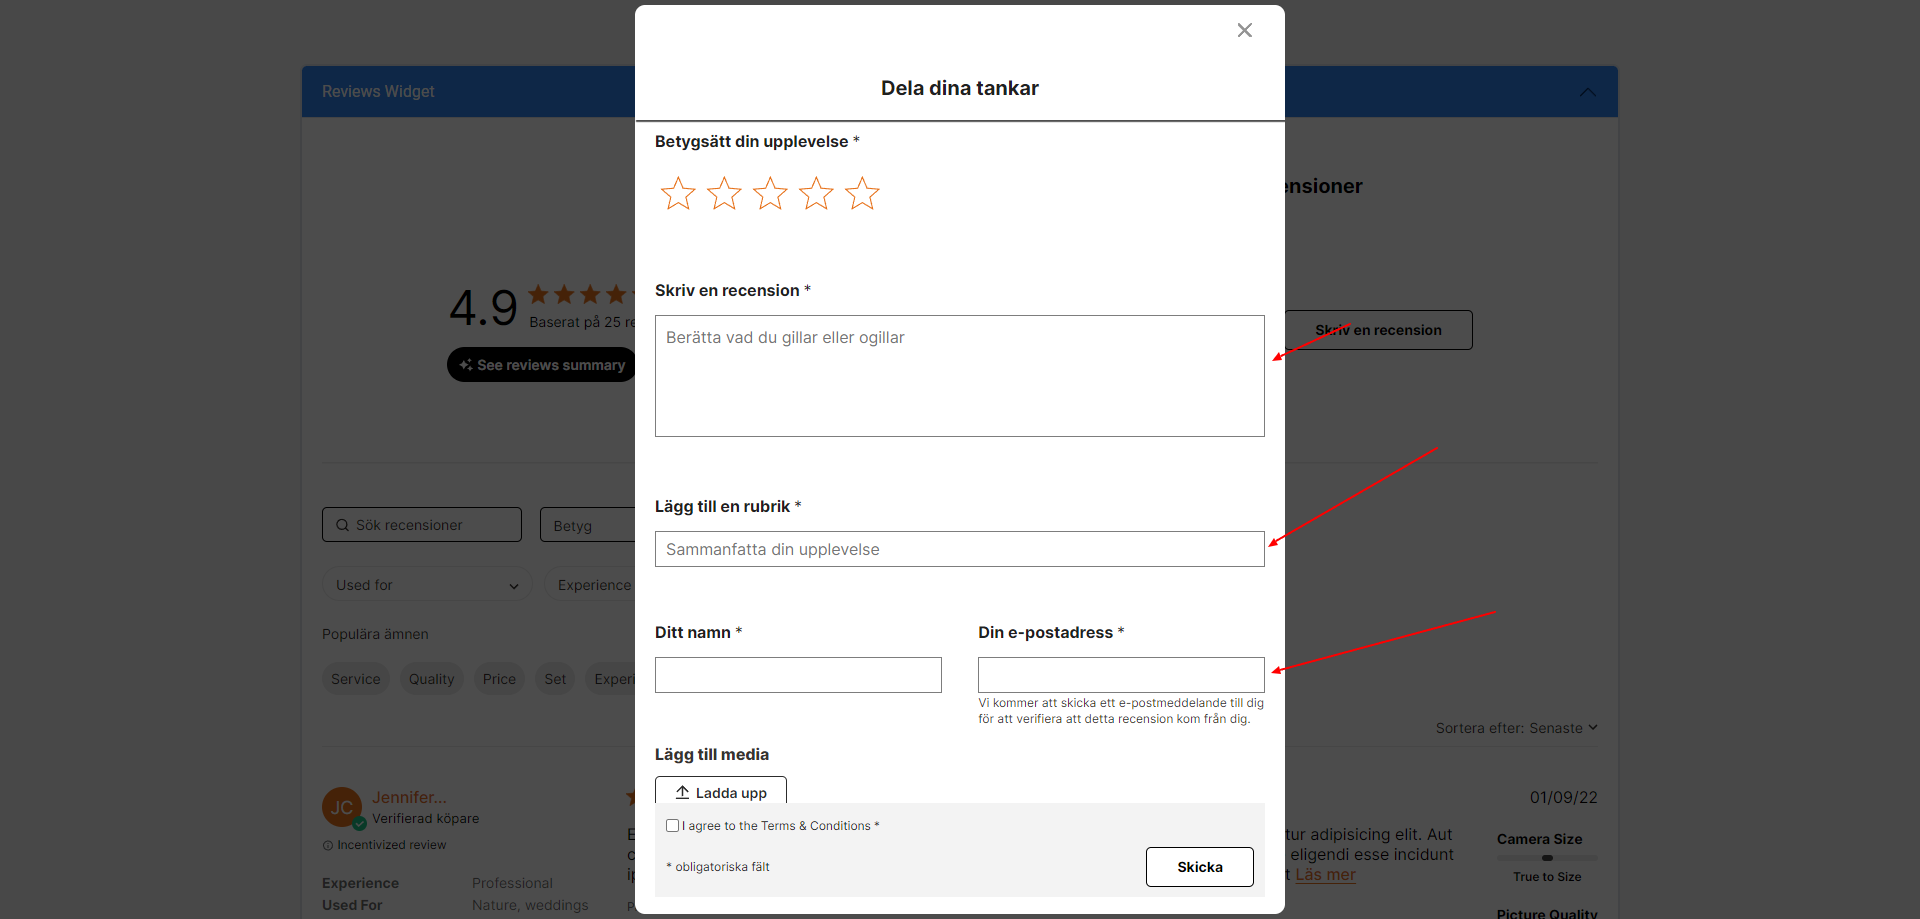 Reviews Widget
Dela dina tankar
Betygsätt din upplevelse *
ensioner
4.9
Baserat på 25 re
See reviews summary
Skriv en recension *
Berätta vad du gillar eller ogillar
Skriv en recension
Lägg till en rubrik *
Sammanfatta din upplevelse
Sök recensioner
Betyg
Used for
Experience
Populära ämnen
Service
Quality
Price
Set
Experi
Ditt namn *
Din e-postadress *
Vi kommer att skicka ett e-postmeddelande till dig
för att verifiera att detta recension kom från dig.
Sortera efter: Senaste
Lägg till media
Ladda upp
I agree to the Terms & Conditions *
* obligatoriska fält
Skicka
JC
Jennifer...
Verifierad köpare
Incentivized review
Experience Professional
Used For Nature, weddings
01/09/22
tur adipisicing elit. Aut
eligendi esse incidunt
t Läs mer
Camera Size
True to Size
Picture Quality